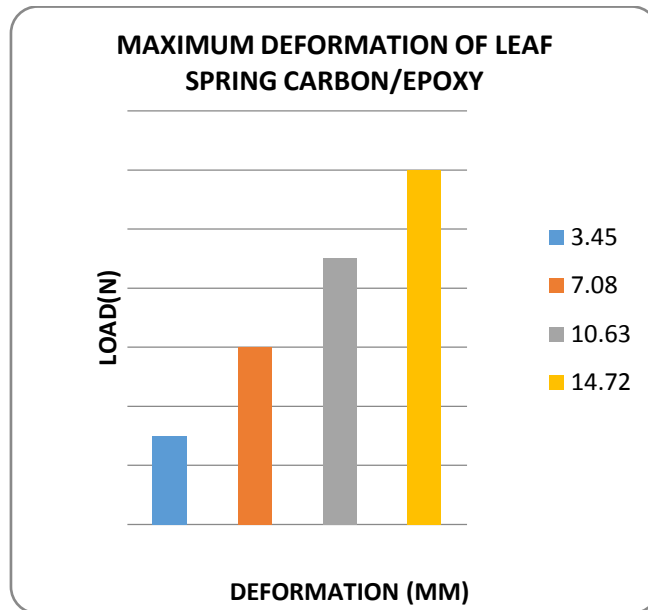 MAXIMUM DEFORMATION OF LEAF
SPRING CARBON/EPOXY
LOAD(N)
3.45
7.08
10.63
14.72
DEFORMATION (MM)